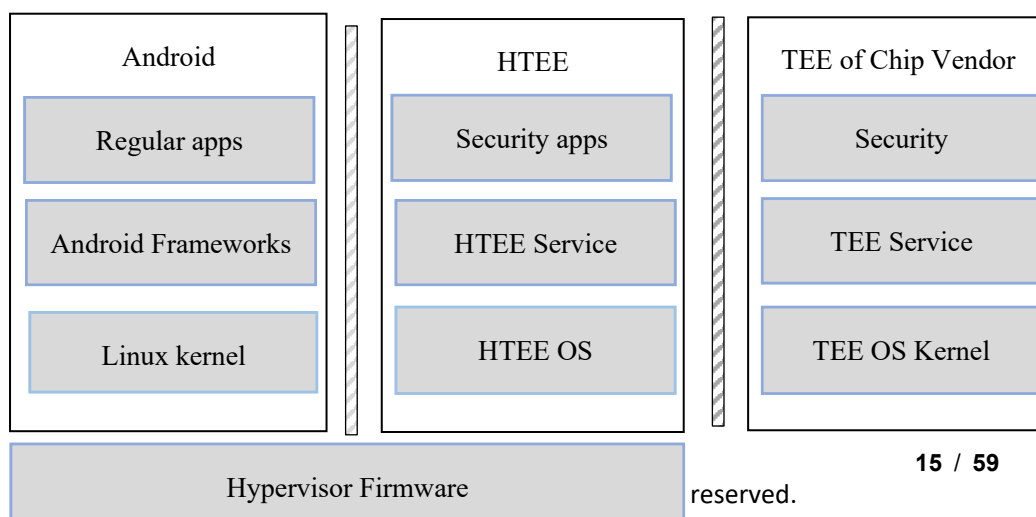 Android
Regular apps
Android Frameworks
Linux kernel
HTEE
Security apps
HTEE Service
HTEE OS
TEE of Chip Vendor
Security
TEE Service
TEE OS Kernel
Hypervisor Firmware
15 / 59
reserved.